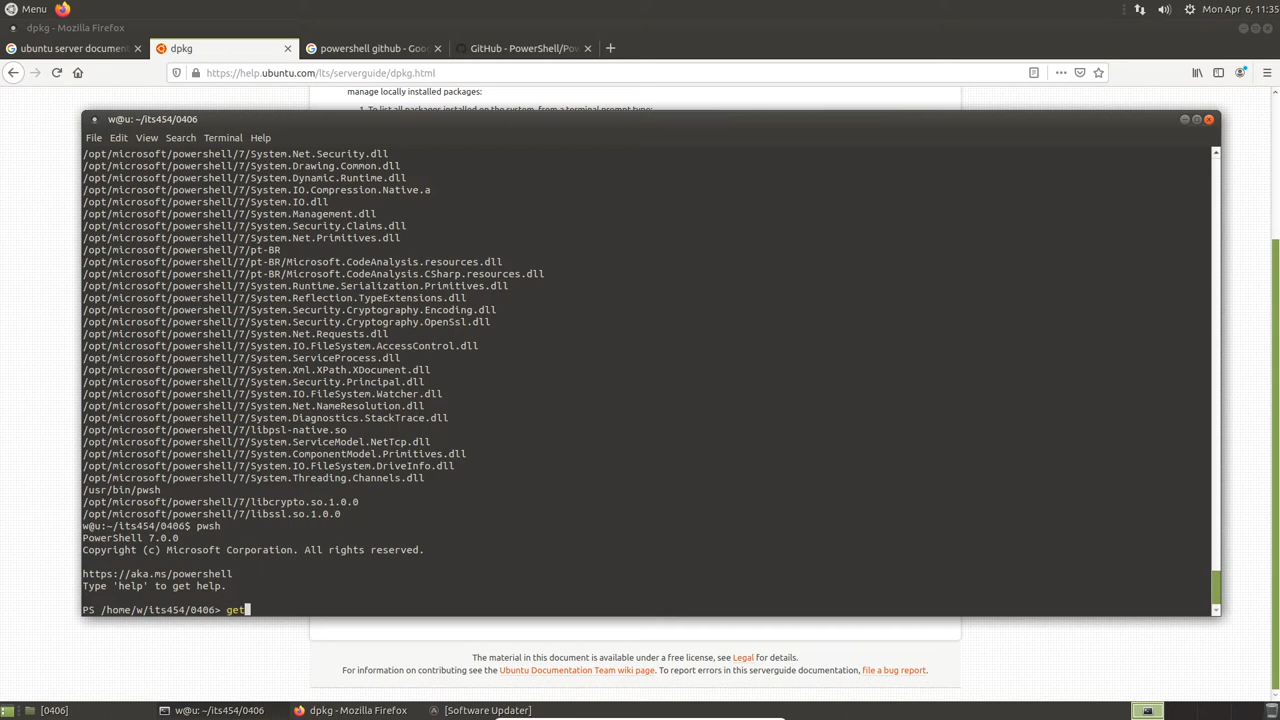 Menu
Mon Apr 6, 11:35
dpkg - Mozilla Firefox
ubuntu server document
dpkg
powershell github - Goo
GitHub - PowerShell/Pow
https://help.ubuntu.com/lts/serverguide/dpkg.html
manage locally installed packages:
1. To list all packages installed on the system, from a terminal prompt type:
w@u: ~/its454/0406
File Edit View Search Terminal Help
/opt/microsoft/powershell/7/System.Net.Security.dll
/opt/microsoft/powershell/7/System.Drawing.Common.dll
/opt/microsoft/powershell/7/System.Dynamic.Runtime.dll
/opt/microsoft/powershell/7/System.IO.Compression.Native.a
/opt/microsoft/powershell/7/System.IO.dll
/opt/microsoft/powershell/7/System.Management.dll
/opt/microsoft/powershell/7/System.Security.Claims.dll
/opt/microsoft/powershell/7/System.Net.Primitives.dll
/opt/microsoft/powershell/7/pt-BR
/opt/microsoft/powershell/7/pt-BR/Microsoft.CodeAnalysis.resources.dll
/opt/microsoft/powershell/7/pt-BR/Microsoft.CodeAnalysis.CSharp.resources.dll
/opt/microsoft/powershell/7/System.Runtime.Serialization.Primitives.dll
/opt/microsoft/powershell/7/System.Reflection.TypeExtensions.dll
/opt/microsoft/powershell/7/System.Security.Cryptography.Encoding.dll
/opt/microsoft/powershell/7/System.Security.Cryptography.OpenSsl.dll
/opt/microsoft/powershell/7/System.Net.Requests.dll
/opt/microsoft/powershell/7/System.IO.FileSystem.AccessControl.dll
/opt/microsoft/powershell/7/System.ServiceProcess.dll
/opt/microsoft/powershell/7/System.Xml.XPath.XDocument.dll
/opt/microsoft/powershell/7/System.Security.Principal.dll
/opt/microsoft/powershell/7/System.IO.FileSystem.Watcher.dll
/opt/microsoft/powershell/7/System.Net.NameResolution.dll
/opt/microsoft/powershell/7/System.Diagnostics.StackTrace.dll
/opt/microsoft/powershell/7/libpsl-native.so
/opt/microsoft/powershell/7/System.ServiceModel.NetTcp.dll
/opt/microsoft/powershell/7/System.ComponentModel.Primitives.dll
/opt/microsoft/powershell/7/System.IO.FileSystem.DriveInfo.dll
/opt/microsoft/powershell/7/System.Threading.Channels.dll
/usr/bin/pwsh
/opt/microsoft/powershell/7/libcrypto.so.1.0.0
/opt/microsoft/powershell/7/libssl.so.1.0.0
w@u:~/its454/0406$ pwsh
PowerShell 7.0.0
Copyright (c) Microsoft Corporation. All rights reserved.
https://aka.ms/powershell
Type 'help' to get help.
PS /home/w/its454/0406> get
The material in this document is available under a free license, see Legal for details.
For information on contributing see the Ubuntu Documentation Team wiki page. To report errors in this serverguide documentation, file a bug report.
[0406]
w@u: ~/its454/0406
dpkg - Mozilla Firefox
[Software Updater]